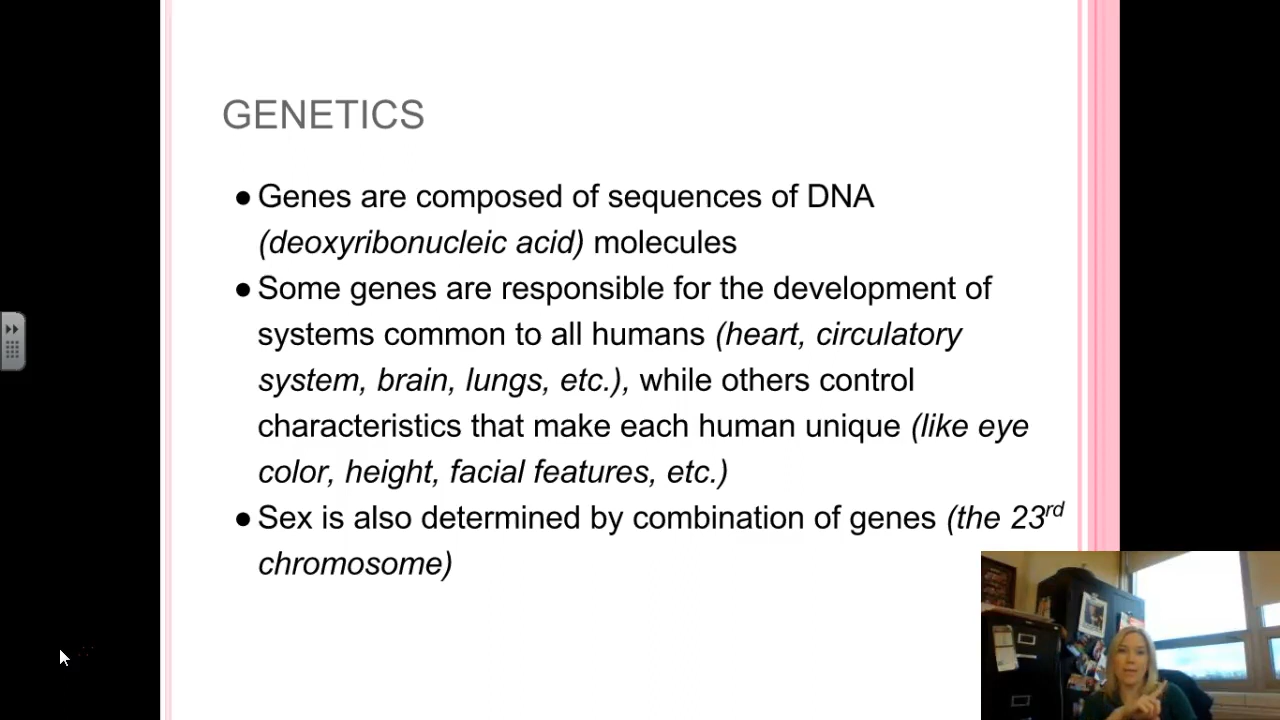 GENETICS
● Genes are composed of sequences of DNA
(deoxyribonucleic acid) molecules
● Some genes are responsible for the development of
systems common to all humans (heart, circulatory
system, brain, lungs, etc.), while others control
characteristics that make each human unique (like eye
color, height, facial features, etc.)
● Sex is also determined by combination of genes (the 23rd
chromosome)